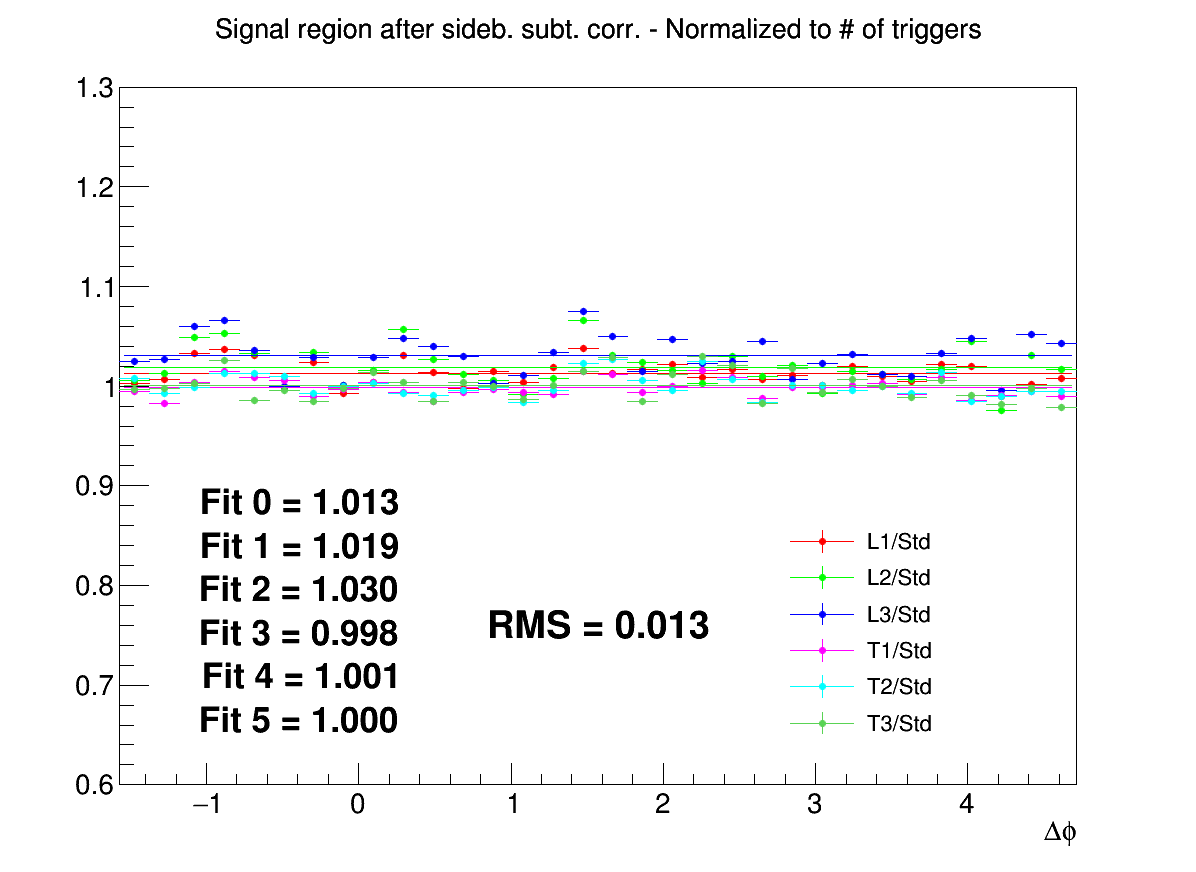 Signal region after sideb. subt. corr. - Normalized to # of triggers
1.3
1.2
1.1
1
0.9
0.8
0.7
0.6
Fit 0 = 1.013
Fit 1 = 1.019
Fit 2 = 1.030
Fit 3 = 0.998
Fit 4 = 1.001
Fit 5 = 1.000
RMS = 0.013
L1/Std
L2/Std
L3/Std
T1/Std
T2/Std
T3/Std
−1 0 1 2 3 4
Δϕ